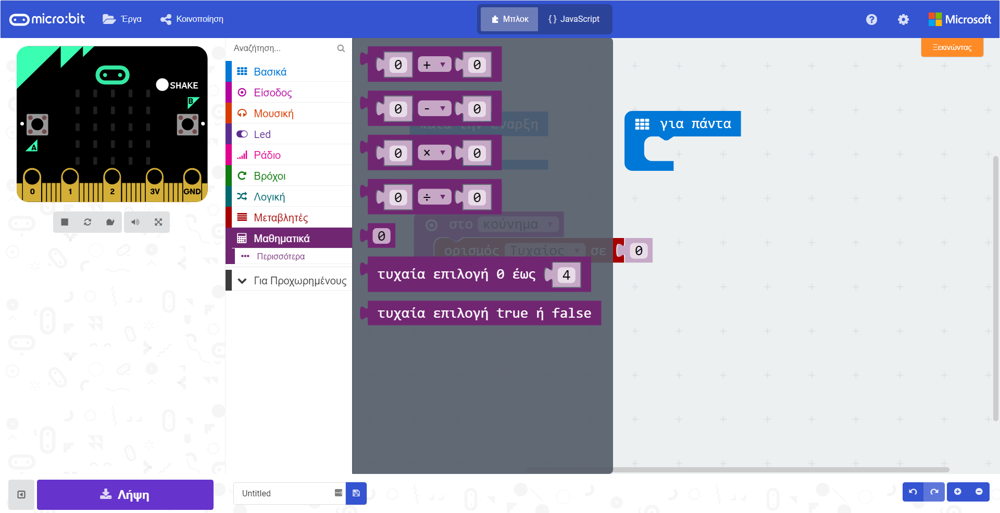 micro:bit Έργα Κοινοποίηση Μπλοκ {} JavaScript ? Microsoft
Ξεκινώντας
SHAKE
B
A
0 1 2 3V GND
Αναζήτηση...
Βασικά
Είσοδος
Μουσική
Led
Ράδιο
Βρόχοι
Λογική
Μεταβλητές
Μαθηματικά
Περισσότερα
Για Προχωρημένους
0 + 0
0 - 0
0 × 0
0 ÷ 0
0
τυχαία επιλογή 0 έως 4
τυχαία επιλογή true ή false
κατά την έναρξη
για πάντα
στο κούνημα
ορισμός Τυχαίος σε 0
Λήψη
Untitled